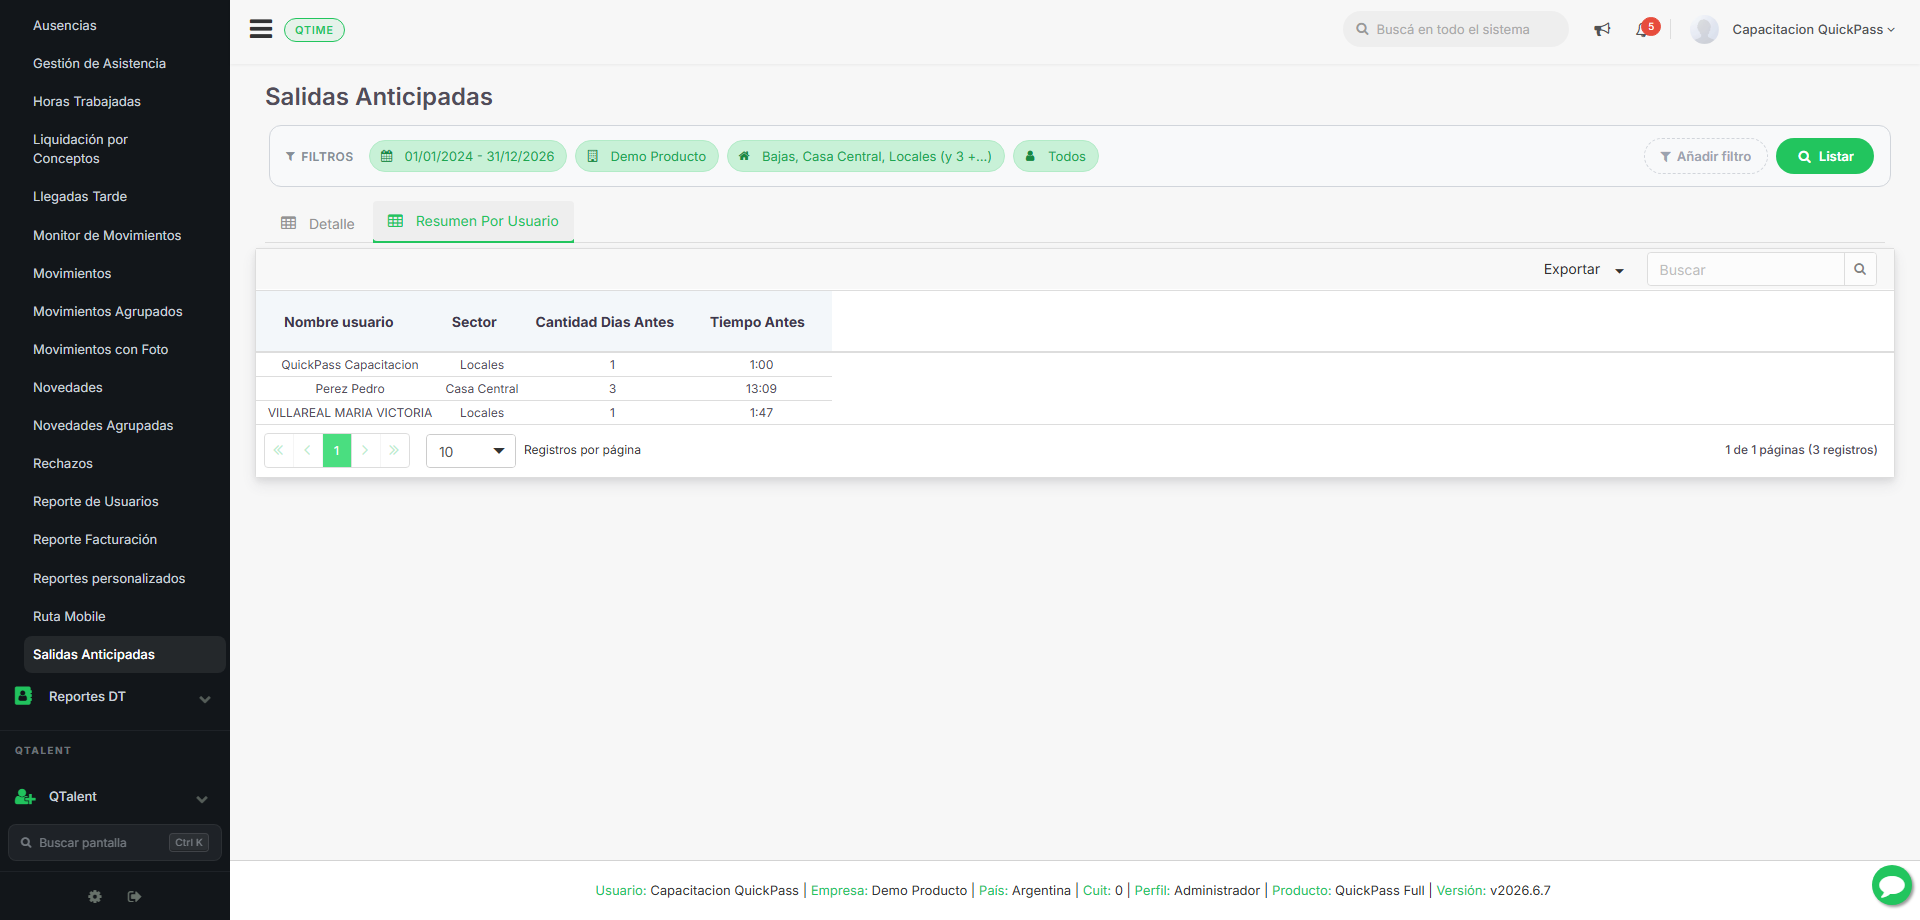 Ausencias
Gestión de Asistencia
Horas Trabajadas
Liquidación por
Conceptos
Llegadas Tarde
Monitor de Movimientos
Movimientos
Movimientos Agrupados
Movimientos con Foto
Novedades
Novedades Agrupadas
Rechazos
Reporte de Usuarios
Reporte Facturación
Reportes personalizados
Ruta Mobile
Salidas Anticipadas
Reportes DT
QTALENT
QTalent
Buscar pantalla Ctrl K
QTIME
Buscá en todo el sistema
5
Capacitacion QuickPass
Salidas Anticipadas
FILTROS 01/01/2024 - 31/12/2026 Demo Producto Bajas, Casa Central, Locales (y 3 +...) Todos Añadir filtro Listar
Detalle Resumen Por Usuario
Exportar Buscar
Nombre usuario Sector Cantidad Dias Antes Tiempo Antes
QuickPass Capacitacion Locales 1 1:00
Perez Pedro Casa Central 3 13:09
VILLAREAL MARIA VICTORIA Locales 1 1:47
« ‹ 1 › » 10 Registros por página 1 de 1 páginas (3 registros)
Usuario: Capacitacion QuickPass | Empresa: Demo Producto | País: Argentina | Cuit: 0 | Perfil: Administrador | Producto: QuickPass Full | Versión: v2026.6.7